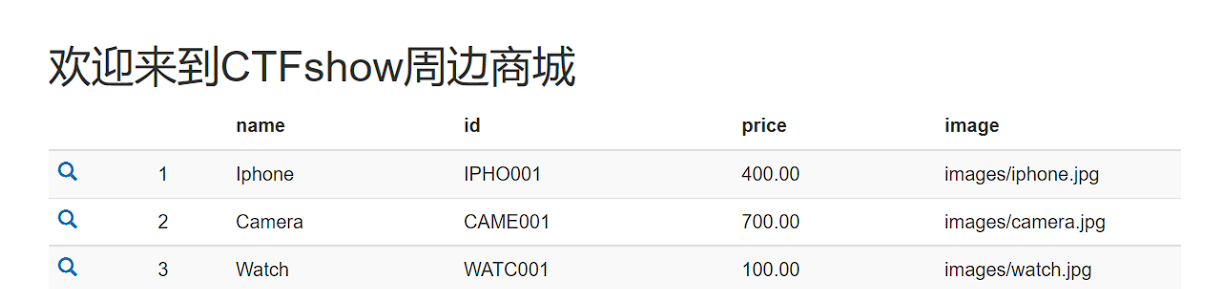 欢迎来到CTFshow周边商城
name id price image
1 Iphone IPHO001 400.00 images/iphone.jpg
2 Camera CAME001 700.00 images/camera.jpg
3 Watch WATC001 100.00 images/watch.jpg